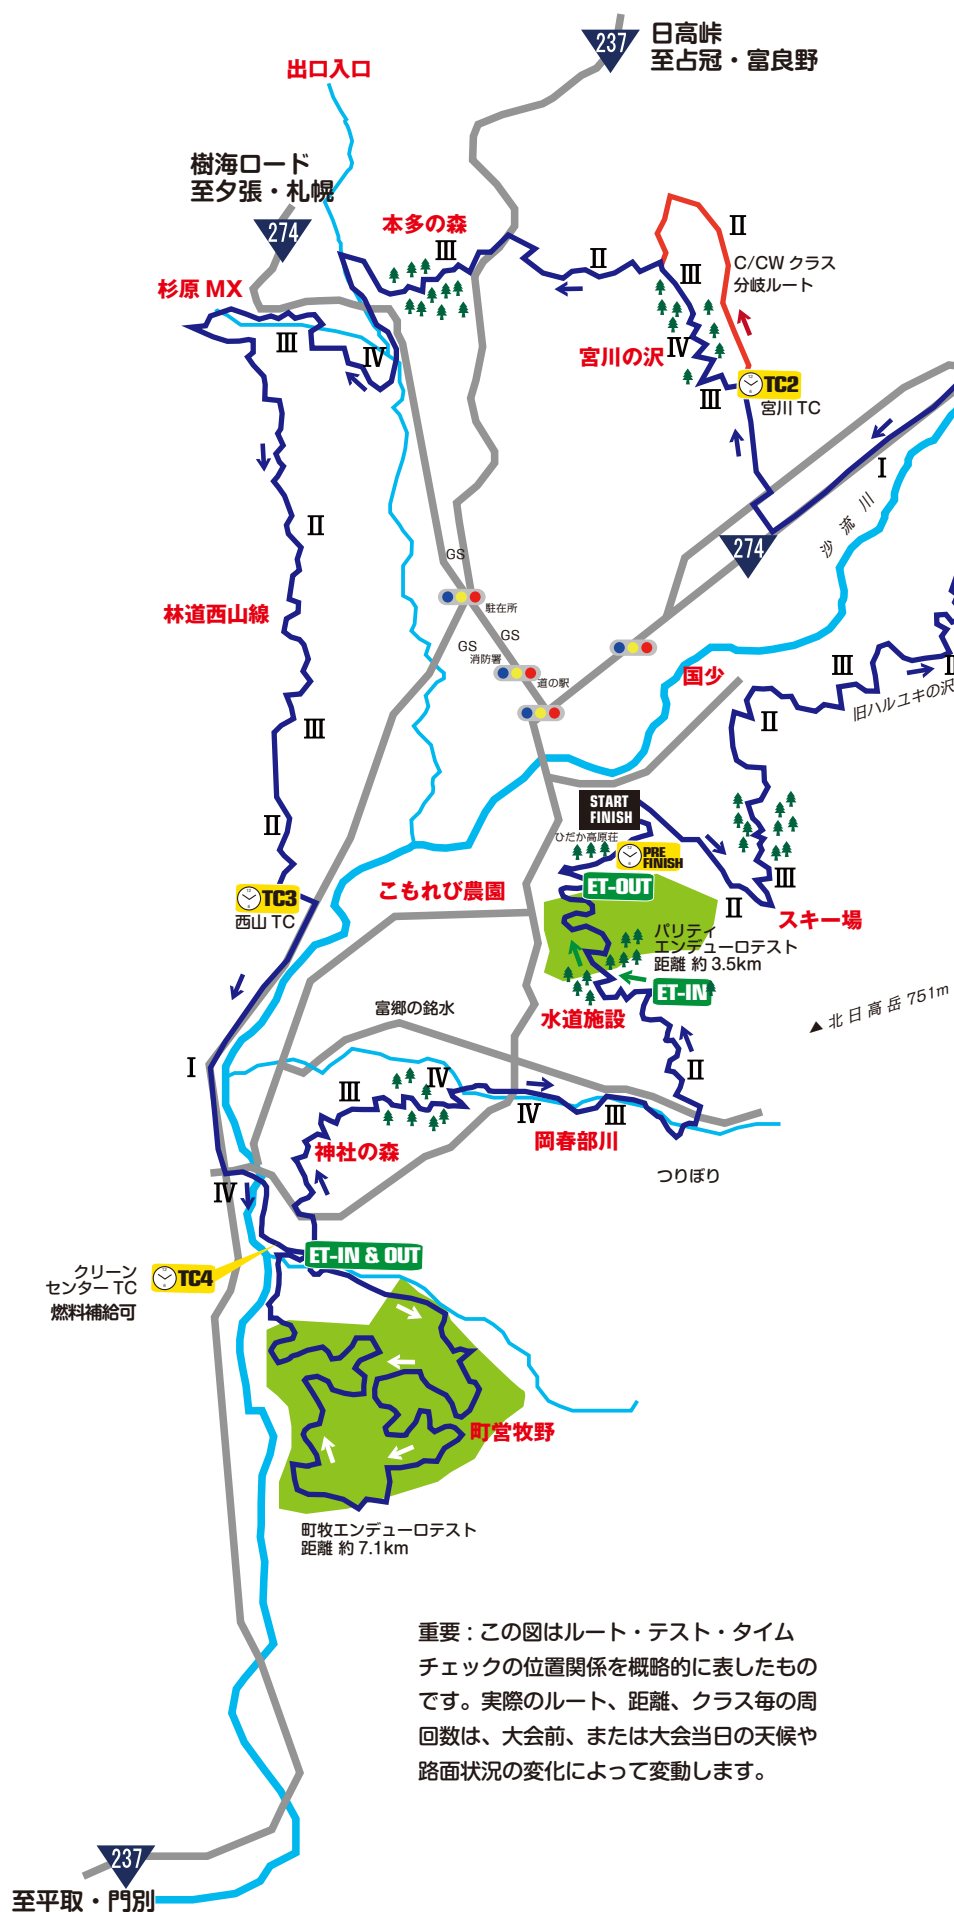 237
日高峠
至占冠・富良野
出口入口
樹海ロード
至夕張・札幌
274
本多の森
Ⅲ
Ⅱ
Ⅱ
C/CW クラス
分岐ルート
Ⅲ
杉原 MX
Ⅲ
Ⅳ
宮川の沢
Ⅳ
Ⅲ
TC2
宮川 TC
Ⅰ
沙流川
274
Ⅱ
GS
駐在所
GS
GS
消防署
道の駅
林道西山線
国少
Ⅲ
旧ハルユキの沢
Ⅲ
Ⅱ
START
FINISH
ひだか高原荘
PRE
FINISH
Ⅱ
ET-OUT
Ⅲ
Ⅱ
スキー場
TC3
西山 TC
こもれび農園
パリティ
エンデューロテスト
距離 約 3.5km
ET-IN
▲ 北日高岳 751m
富郷の銘水
水道施設
Ⅰ
Ⅲ
Ⅳ
Ⅱ
Ⅳ
Ⅲ
岡春部川
神社の森
つりぼり
Ⅳ
ET-IN & OUT
TC4
クリーン
センター TC
燃料補給可
町営牧野
町牧エンデューロテスト
距離 約 7.1km
重要 : この図はルート・テスト・タイム
チェックの位置関係を概略的に表したもの
です。実際のルート、距離、クラス毎の周
回数は、大会前、または大会当日の天候や
路面状況の変化によって変動します。
237
至平取・門別